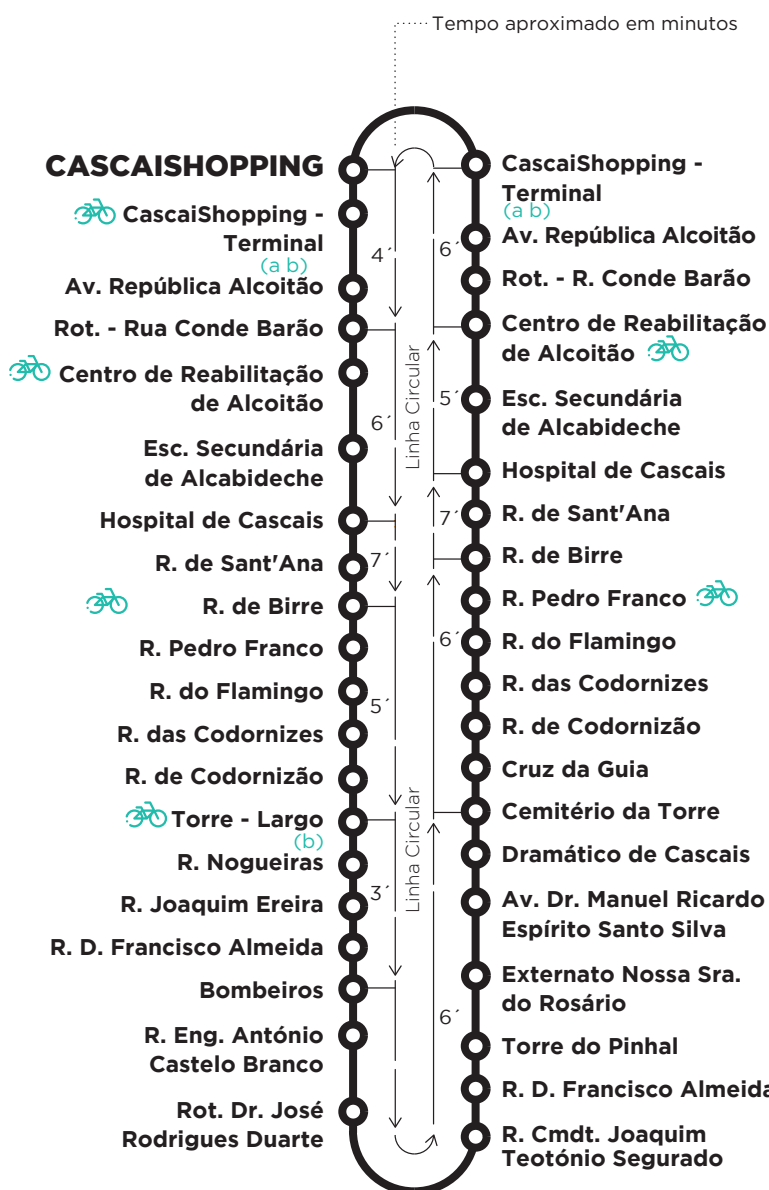 Tempo aproximado em minutos
CASCAISHOPPING
CascaiShopping -
Terminal
(a b)
Av. República Alcoitão
Rot. - Rua Conde Barão
Centro de Reabilitação
de Alcoitão
Esc. Secundária
de Alcabideche
Hospital de Cascais
R. de Sant'Ana
R. de Birre
R. Pedro Franco
R. do Flamingo
R. das Codornizes
R. de Codornizão
Torre - Largo
(b)
R. Nogueiras
R. Joaquim Ereira
R. D. Francisco Almeida
Bombeiros
R. Eng. António
Castelo Branco
Rot. Dr. José
Rodrigues Duarte
4´
6´
7´
5´
3´
Linha Circular
Linha Circular
6´
5´
7´
6´
6´
CascaiShopping -
Terminal
(a b)
Av. República Alcoitão
Rot. - R. Conde Barão
Centro de Reabilitação
de Alcoitão
Esc. Secundária
de Alcabideche
Hospital de Cascais
R. de Sant'Ana
R. de Birre
R. Pedro Franco
R. do Flamingo
R. das Codornizes
R. de Codornizão
Cruz da Guia
Cemitério da Torre
Dramático de Cascais
Av. Dr. Manuel Ricardo
Espírito Santo Silva
Externato Nossa Sra.
do Rosário
Torre do Pinhal
R. D. Francisco Almeida
R. Cmdt. Joaquim
Teotónio Segurado